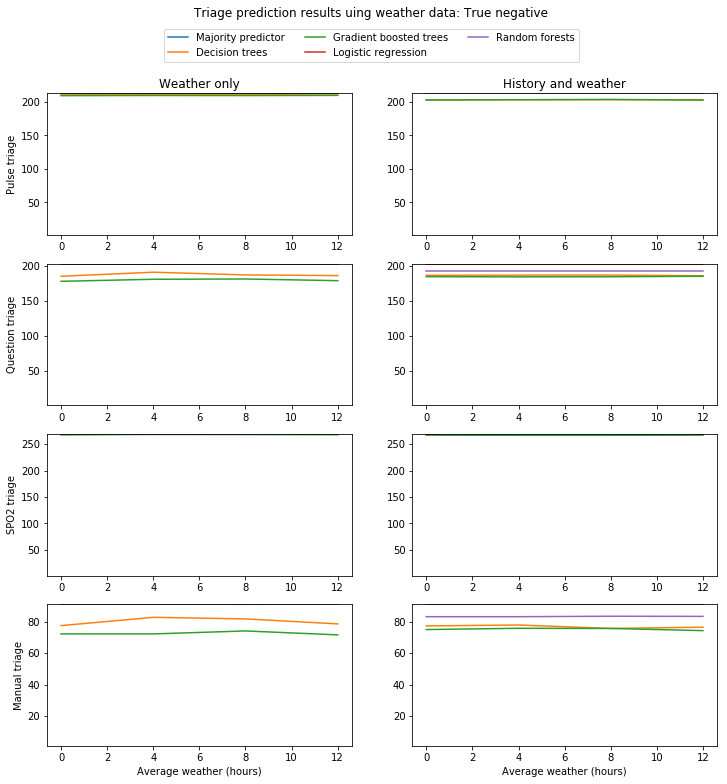 Triage prediction results uing weather data: True negative
Majority predictor Gradient boosted trees Random forests
Decision trees Logistic regression
Weather only History and weather
Pulse triage
200 200
150 150
100 100
50 50
0 2 4 6 8 10 12 0 2 4 6 8 10 12
Question triage
200 200
150 150
100 100
50 50
0 2 4 6 8 10 12 0 2 4 6 8 10 12
SPO2 triage
250 250
200 200
150 150
100 100
50 50
0 2 4 6 8 10 12 0 2 4 6 8 10 12
Manual triage
80 80
60 60
40 40
20 20
0 2 4 6 8 10 12 0 2 4 6 8 10 12
Average weather (hours) Average weather (hours)